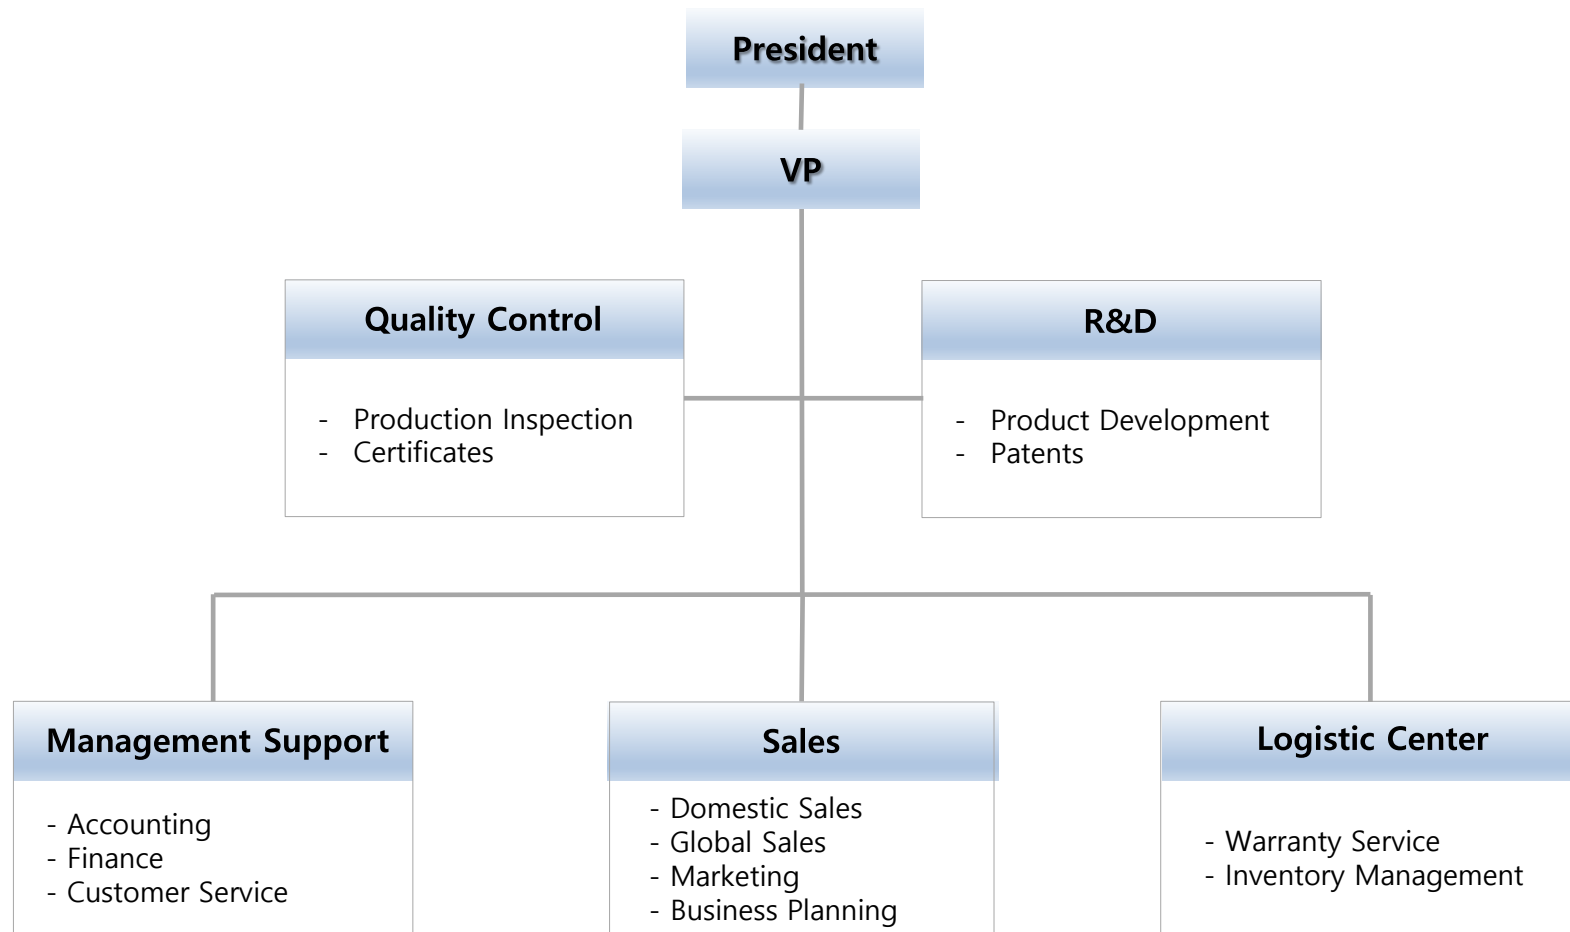 President
VP
Quality Control
- Production Inspection
- Certificates
R&D
- Product Development
- Patents
Management Support
- Accounting
- Finance
- Customer Service
Sales
- Domestic Sales
- Global Sales
- Marketing
- Business Planning
Logistic Center
- Warranty Service
- Inventory Management